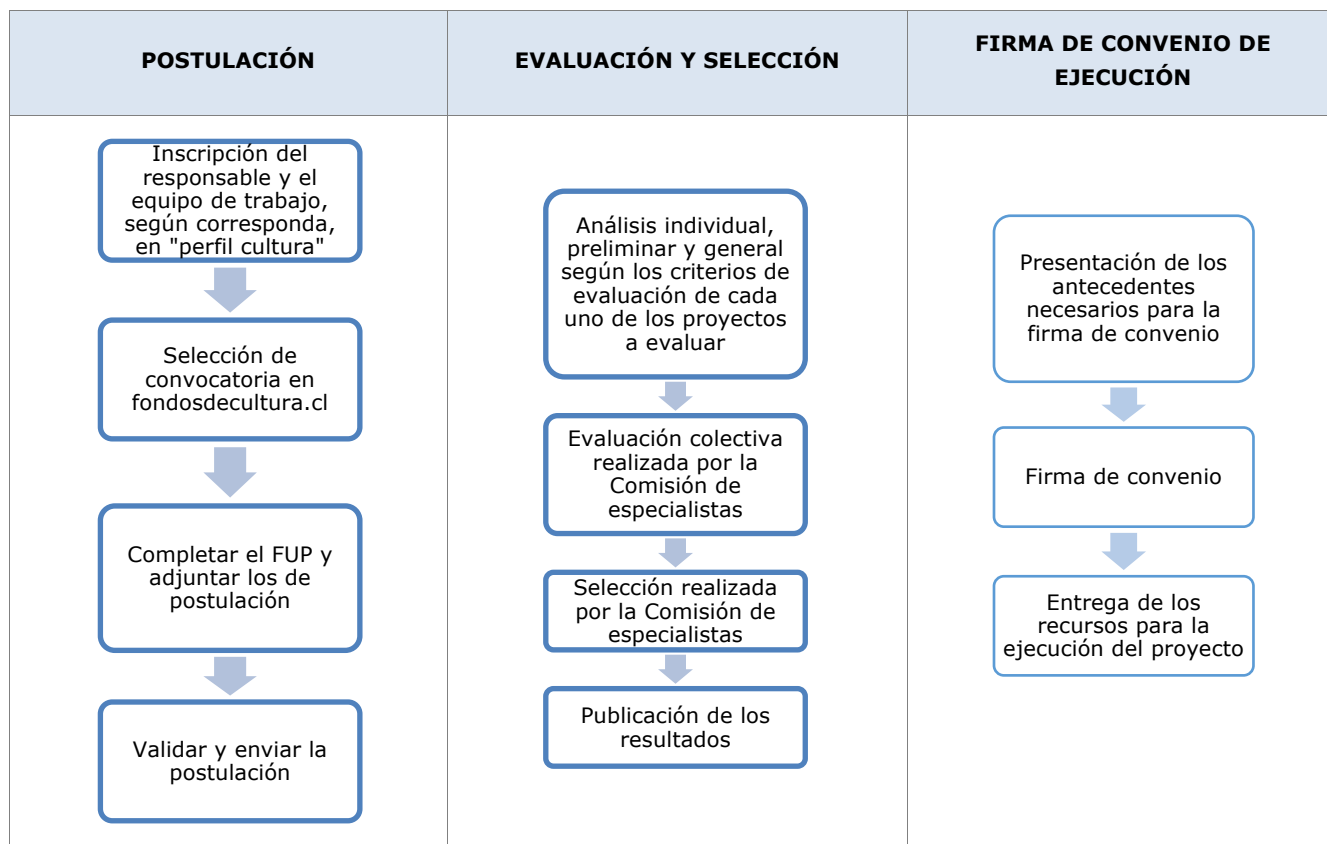 POSTULACIÓN
EVALUACIÓN Y SELECCIÓN
FIRMA DE CONVENIO DE
EJECUCIÓN
Inscripción del
responsable y el
equipo de trabajo,
según corresponda,
en "perfil cultura"
Selección de
convocatoria en
fondosdecultura.cl
Completar el FUP y
adjuntar los de
postulación
Validar y enviar la
postulación
Análisis individual,
preliminar y general
según los criterios de
evaluación de cada
uno de los proyectos
a evaluar
Evaluación colectiva
realizada por la
Comisión de
especialistas
Selección realizada
por la Comisión de
especialistas
Publicación de los
resultados
Presentación de los
antecedentes
necesarios para la
firma de convenio
Firma de convenio
Entrega de los
recursos para la
ejecución del proyecto